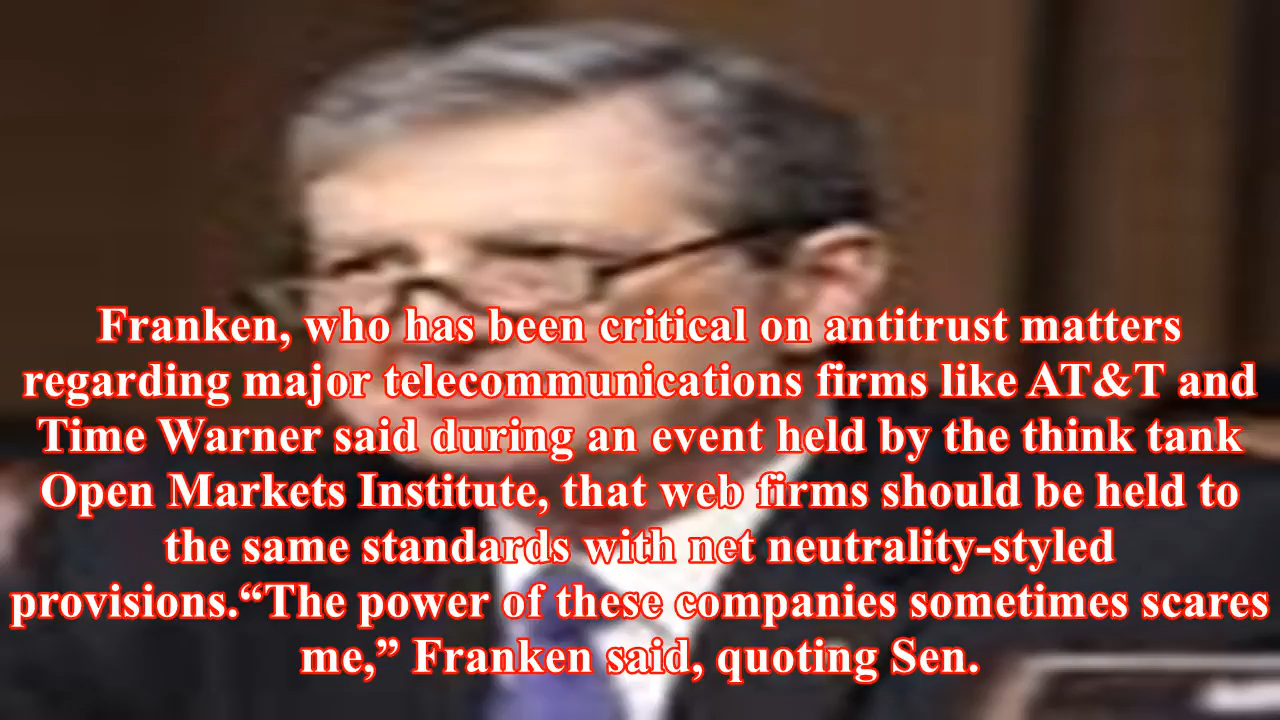 Franken, who has been critical on antitrust matters
regarding major telecommunications firms like AT&T and
Time Warner said during an event held by the think tank
Open Markets Institute, that web firms should be held to
the same standards with net neutrality-styled
provisions.“The power of these companies sometimes scares
me,” Franken said, quoting Sen.